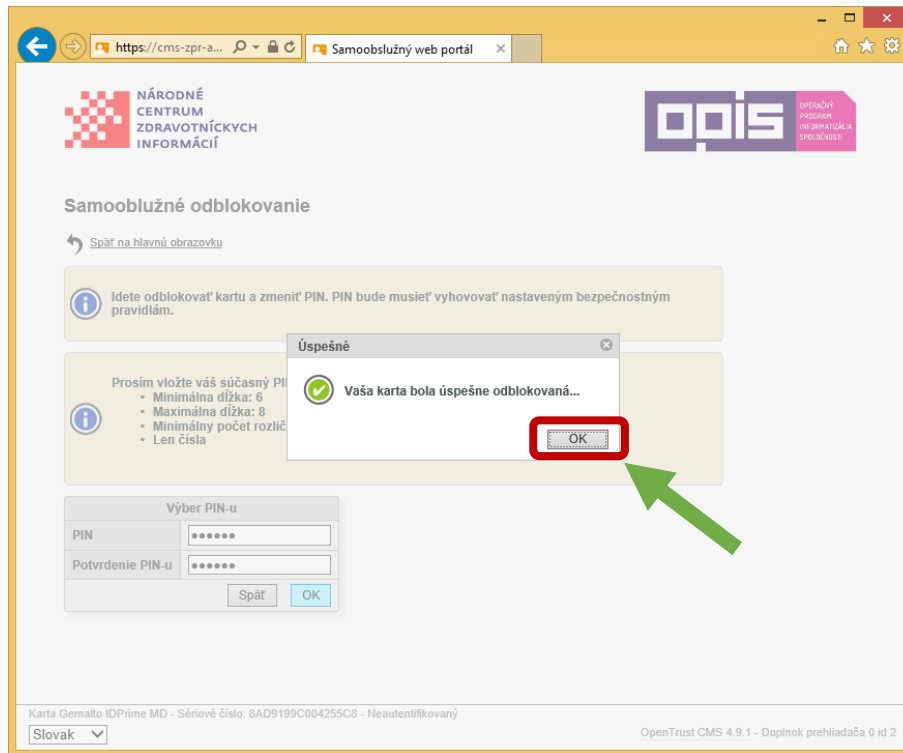 https://cms-zpr-a...
Samoobslužný web portál
NÁRODNÉ
CENTRUM
ZDRAVOTNÍCKYCH
INFORMÁCIÍ
opis
OPERAČNÝ
PROGRAM
INFORMATIZÁCIA
SPOLOČNOSTI
Samooblužné odblokovanie
Späť na hlavnú obrazovku
Idete odblokovať kartu a zmeniť PIN. PIN bude musieť vyhovovať nastaveným bezpečnostným
pravidlám.
Úspešné
Prosím vložte váš súčasný PI
• Minimálna dĺžka: 6
• Maximálna dĺžka: 8
• Minimálny počet rozlič
• Len čísla
Vaša karta bola úspešne odblokovaná...
OK
Výber PIN-u
PIN
Potvrdenie PIN-u
Späť OK
Karta Gemalto IDPrime MD - Sériové číslo: 8AD9199C004255C8 - Neautentifikovaný
Slovak
OpenTrust CMS 4.9.1 - Doplnok prehliadača 0 id 2